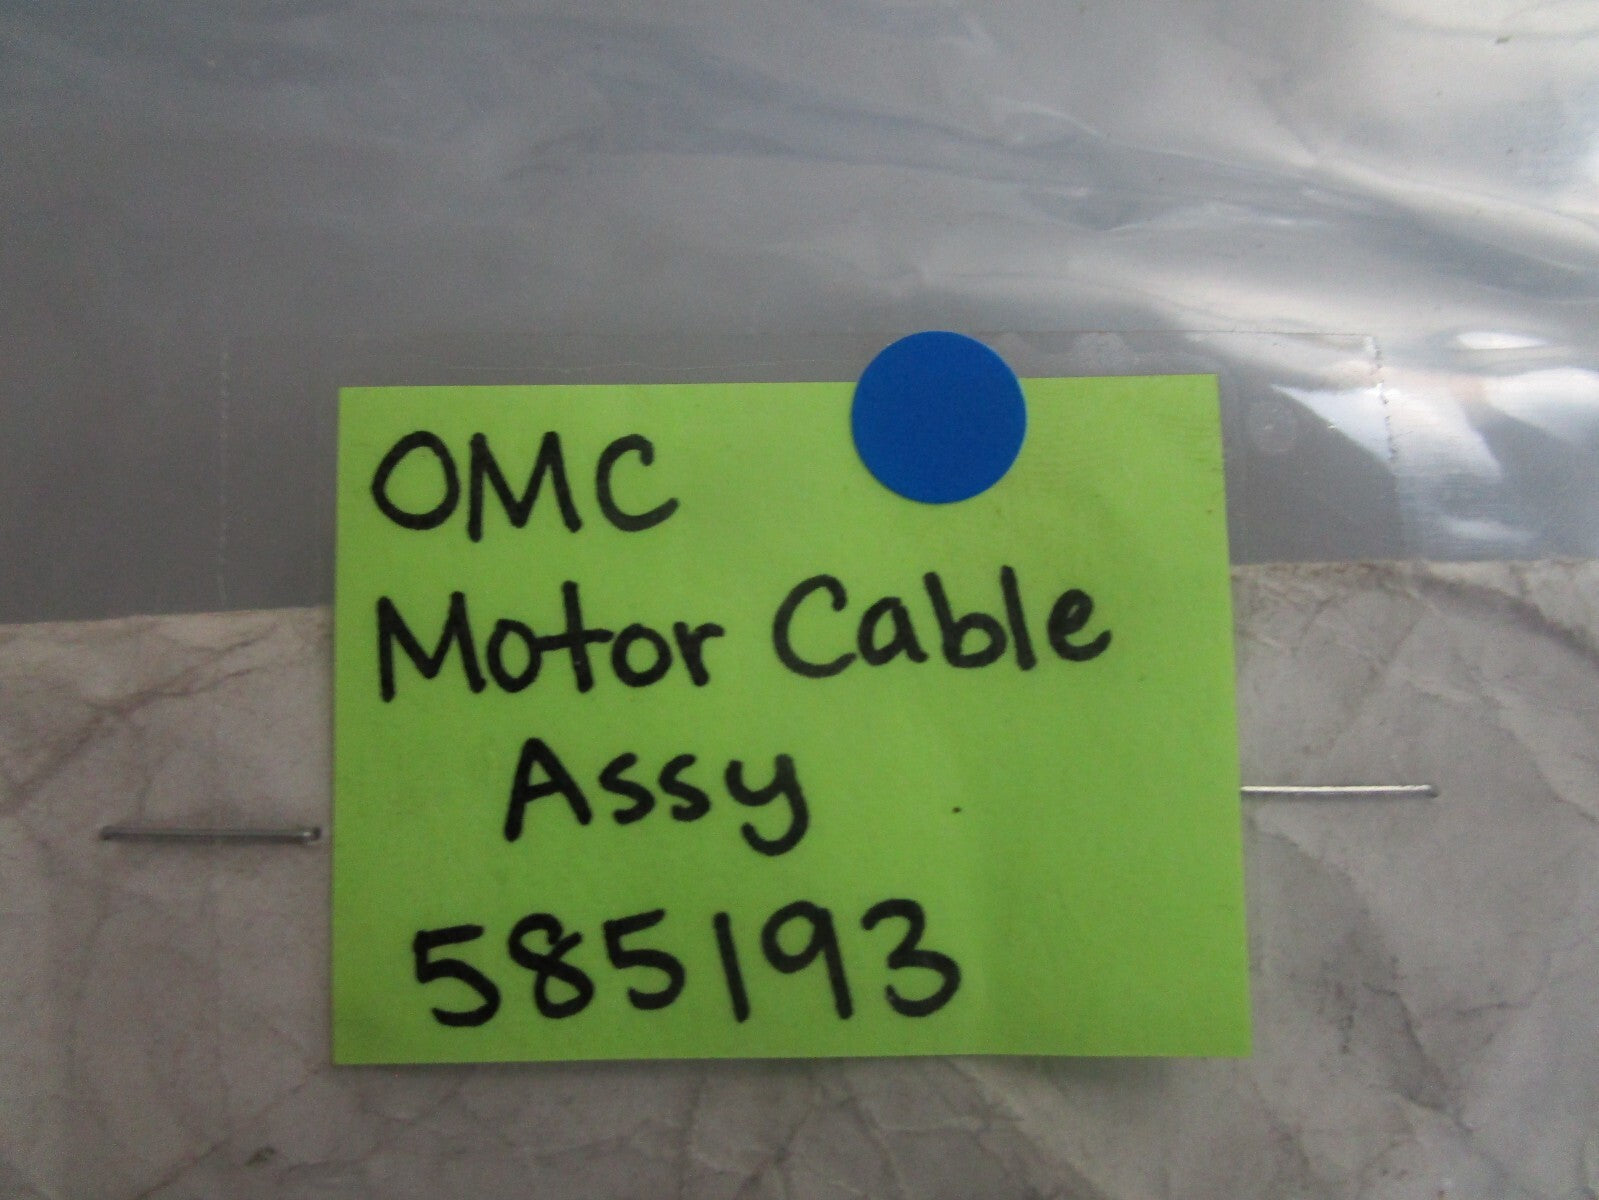 OMC
Motor Cable
Assy
585193